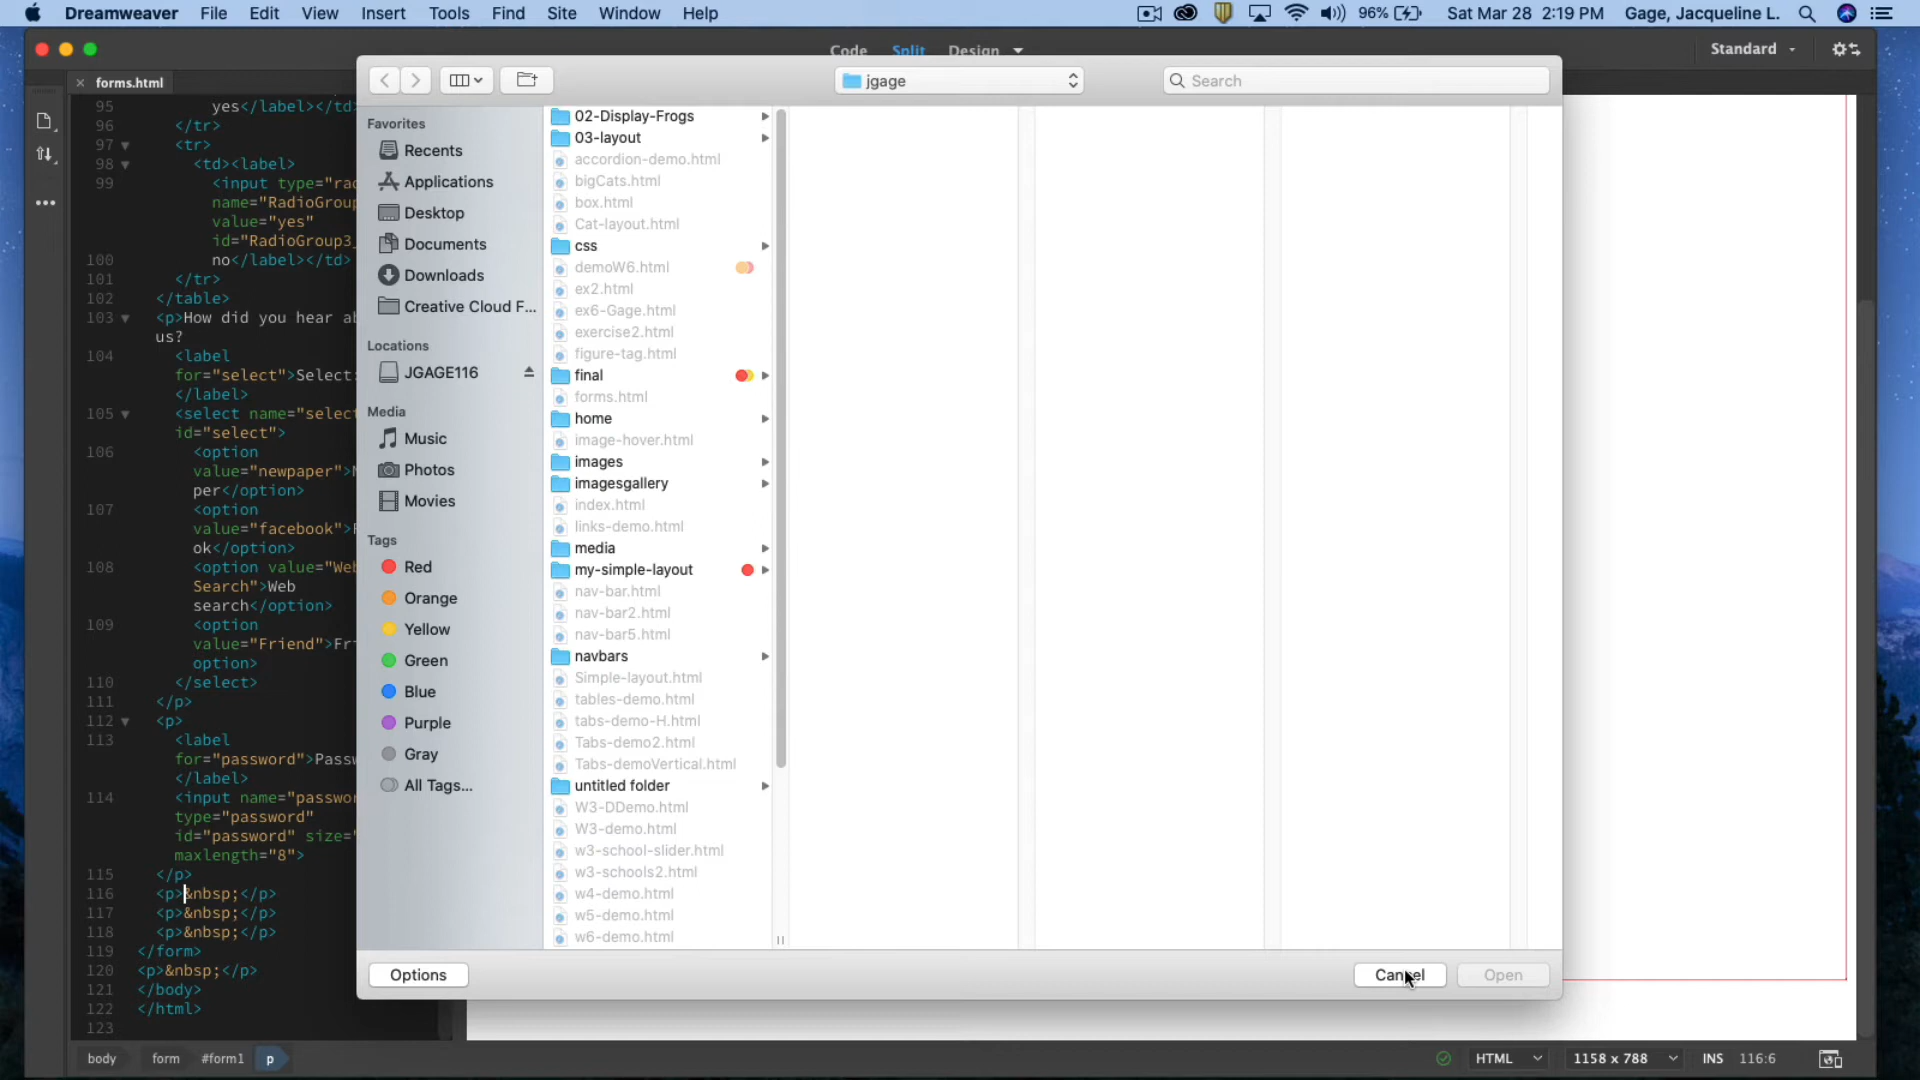 Dreamweaver File Edit View Insert Commands Tools Find Site Window Help 96% Sat Mar 28 2:19 PM Gage, Jacqueline L.
Code Split Design Standard
× forms.html
jgage Search
95 yes</label></td>
96 </tr>
97 <tr>
98 <td><label>
99 <input type="rad
name="RadioGroup
value="yes"
id="RadioGroup3_
100 no</label></td>
101 </tr>
102 </table>
103 <p>How did you hear ab
us?
104 <label
for="select">Select:
</label>
105 <select name="select
id="select">
106 <option
value="newpaper">N
per</option>
107 <option
value="facebook">F
ok</option>
108 <option value="Web
Search">Web
search</option>
109 <option
value="Friend">Fri
option>
110 </select>
111 </p>
112 <p>
113 <label
for="password">Passw
</label>
114 <input name="passwor
type="password"
id="password" size="
maxlength="8">
115 </p>
116 <p>&nbsp;</p>
117 <p>&nbsp;</p>
118 <p>&nbsp;</p>
119 </form>
120 <p>&nbsp;</p>
121 </body>
122 </html>
123
Favorites
Recents
Applications
Desktop
Documents
Downloads
Creative Cloud F...
Locations
JGAGE116
Media
Music
Photos
Movies
Tags
Red
Orange
Yellow
Green
Blue
Purple
Gray
All Tags...
02-Display-Frogs
03-layout
accordion-demo.html
bigCats.html
box.html
Cat-layout.html
css
demoW6.html
ex2.html
ex6-Gage.html
exercise2.html
figure-tag.html
final
forms.html
home
image-hover.html
images
imagesgallery
index.html
links-demo.html
media
my-simple-layout
nav-bar.html
nav-bar2.html
nav-bar5.html
navbars
Simple-layout.html
tables-demo.html
tabs-demo-H.html
Tabs-demo2.html
Tabs-demoVertical.html
untitled folder
W3-DDemo.html
W3-demo.html
w3-school-slider.html
w3-schools2.html
w4-demo.html
w5-demo.html
w6-demo.html
Options Cancel Open
body form #form1 p HTML 1158 x 788 INS 116:6